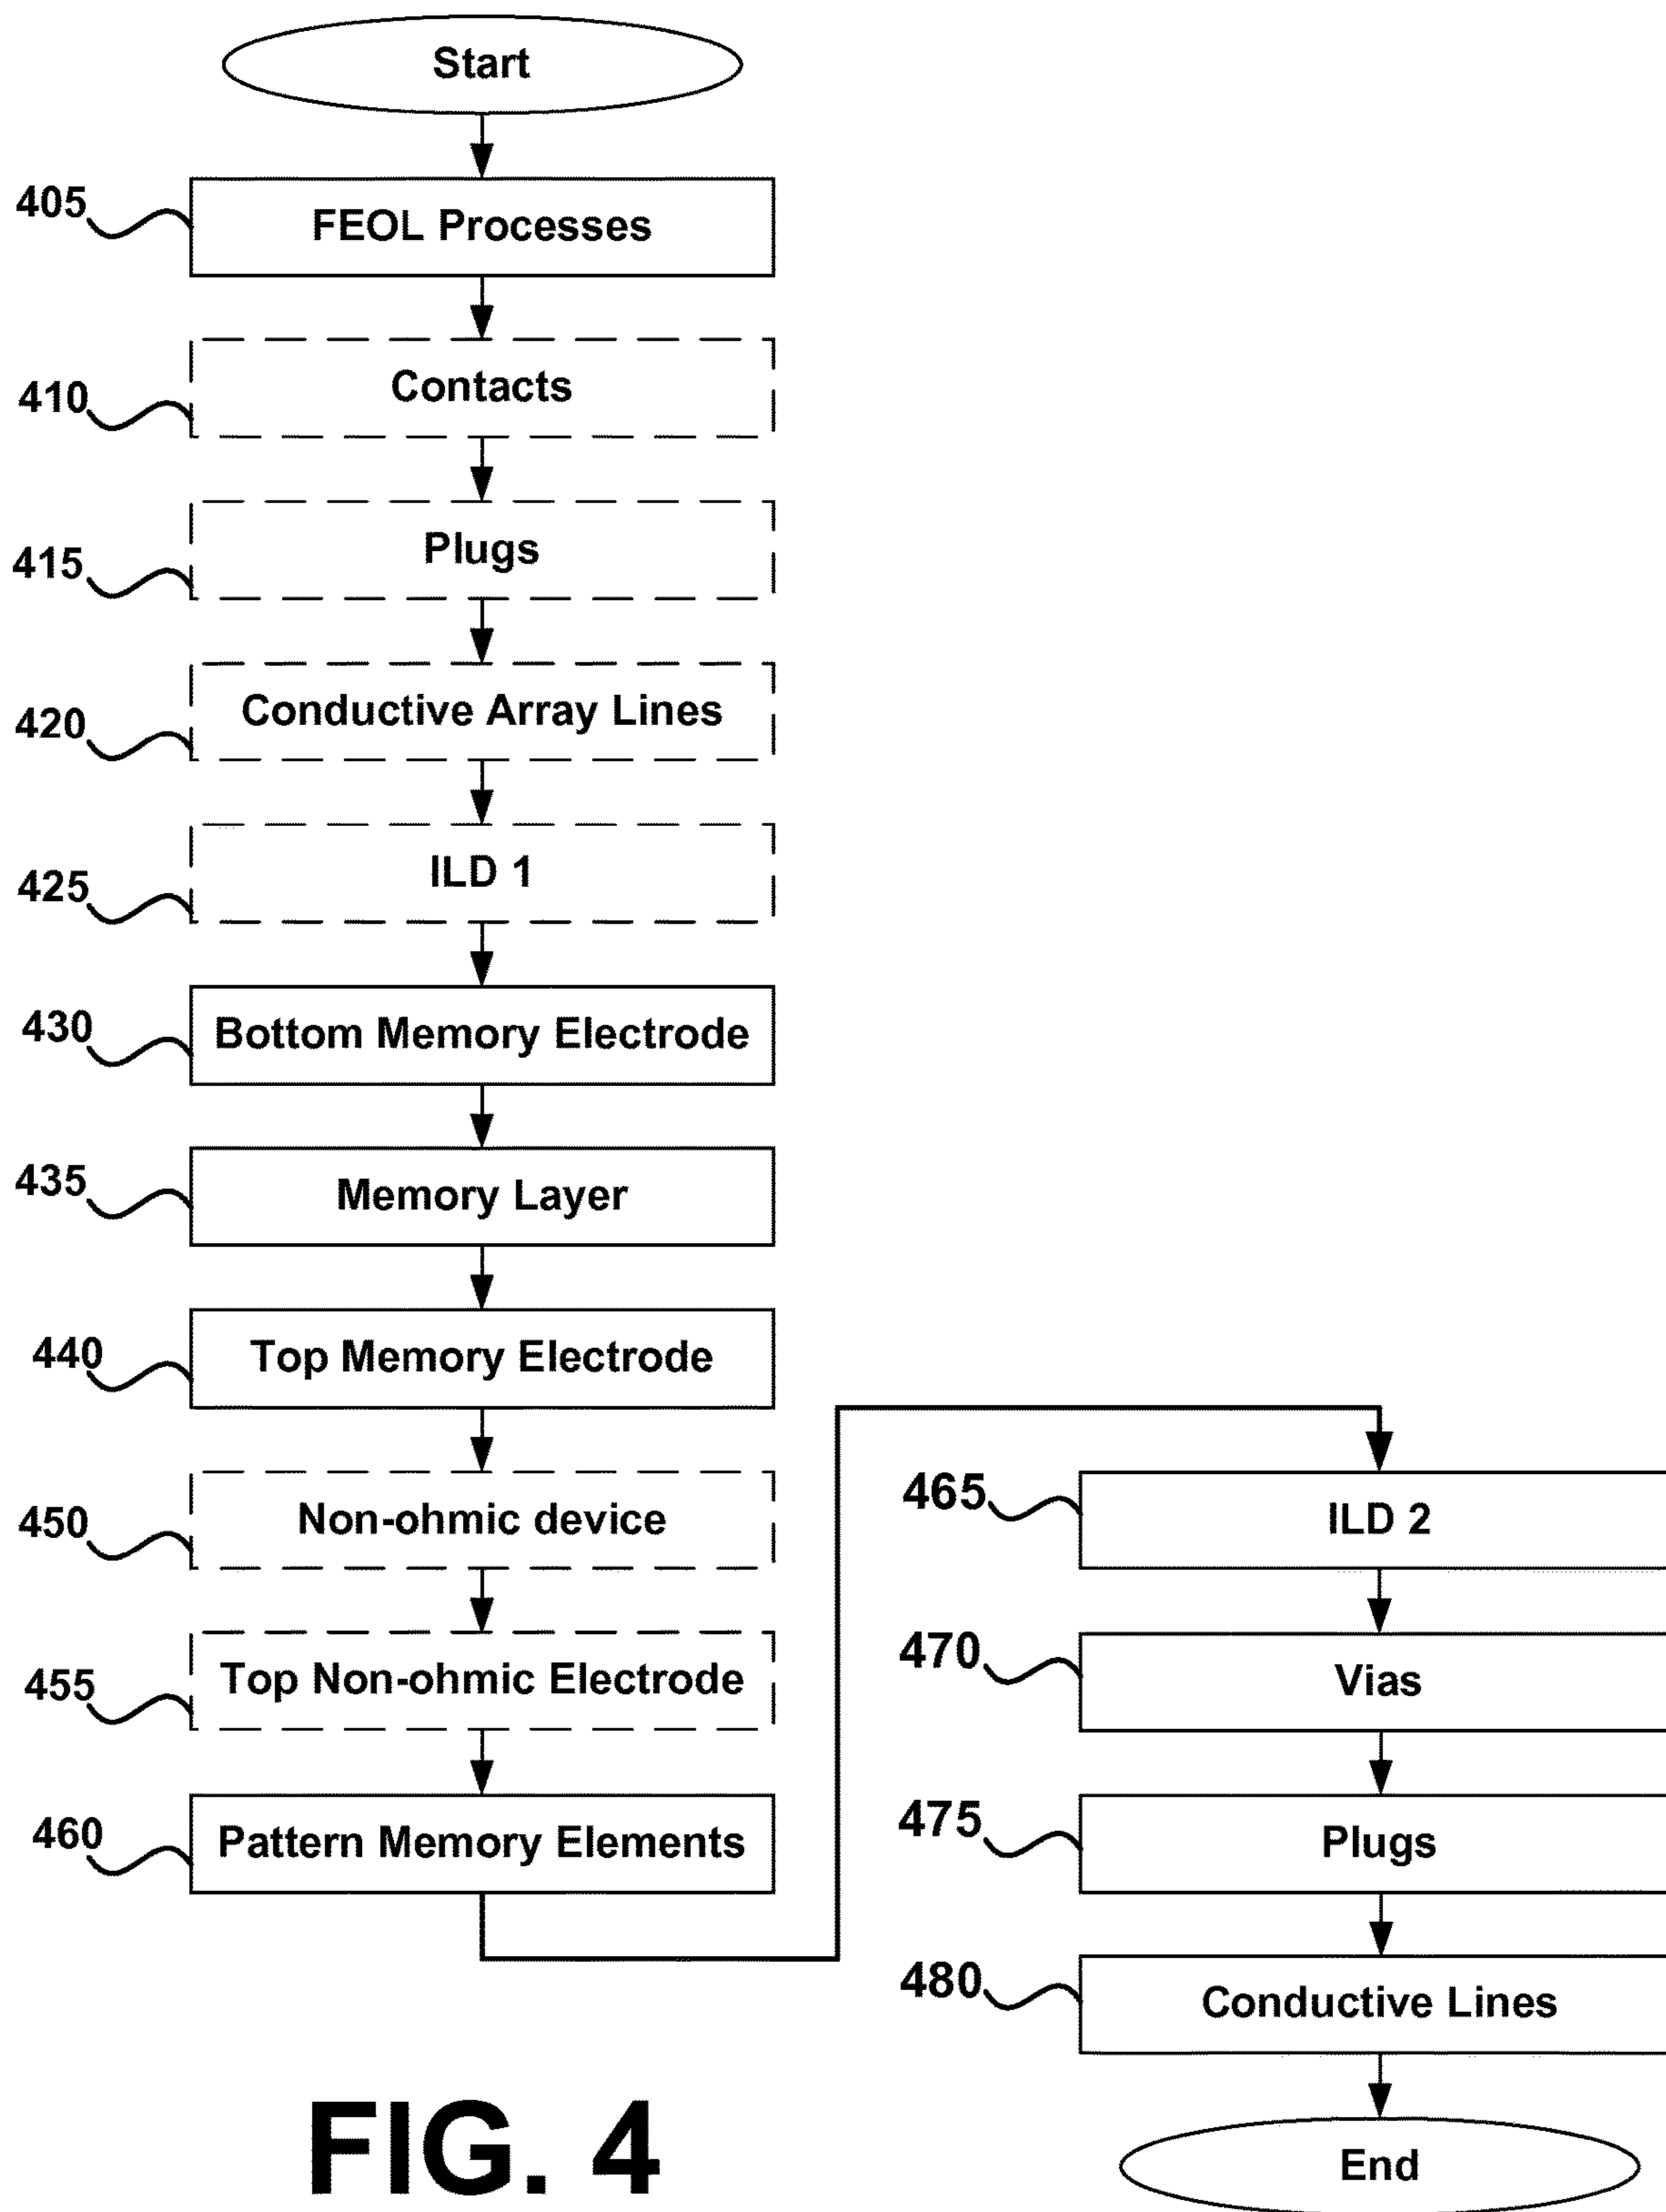 Start
405
FEOL Processes
410
Contacts
415
Plugs
420
Conductive Array Lines
425
ILD 1
430
Bottom Memory Electrode
435
Memory Layer
440
Top Memory Electrode
450
Non-ohmic device
455
Top Non-ohmic Electrode
460
Pattern Memory Elements
465
ILD 2
470
Vias
475
Plugs
480
Conductive Lines
End
FIG. 4